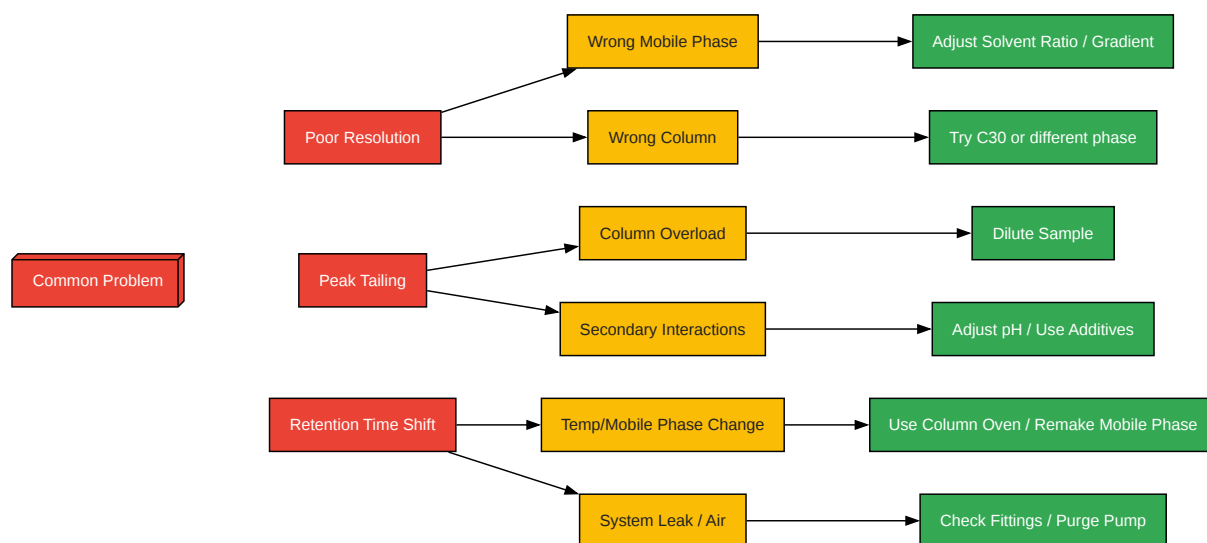 Common Problem
Poor Resolution
Wrong Mobile Phase
Adjust Solvent Ratio / Gradient
Wrong Column
Try C30 or different phase
Peak Tailing
Column Overload
Dilute Sample
Secondary Interactions
Adjust pH / Use Additives
Retention Time Shift
Temp/Mobile Phase Change
Use Column Oven / Remake Mobile Phase
System Leak / Air
Check Fittings / Purge Pump